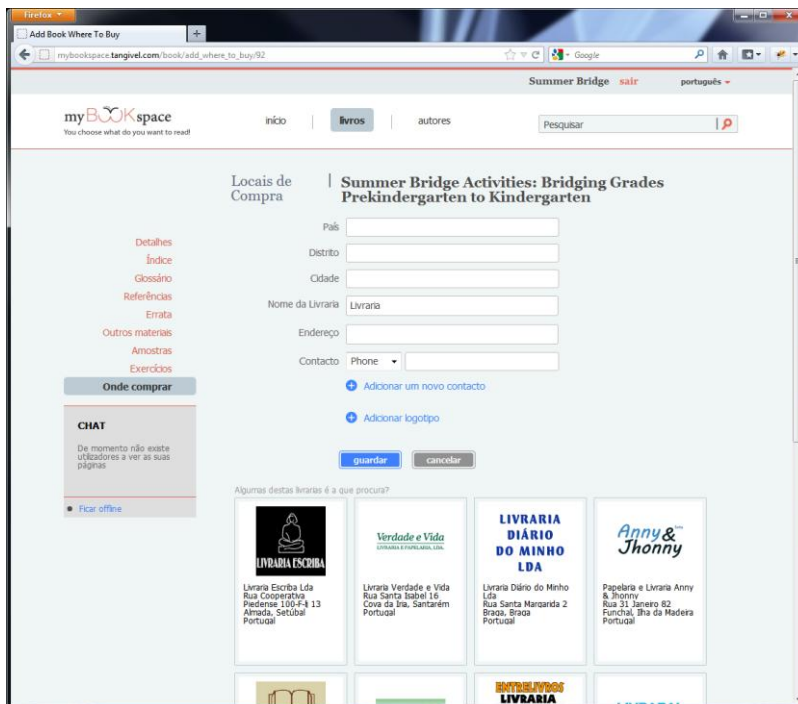 Firefox
Add Book Where To Buy
mybookspace.tangivel.com/book/add_where_to_buy/92
Google
Summer Bridge sair português
my BOOK space
You choose what do you want to read!
início | livros | autores
Pesquisar
Locais de Compra
Summer Bridge Activities: Bridging Grades
Prekindergarten to Kindergarten
Detalhes
Índice
Glossário
Referências
Errata
Outros materiais
Amostras
Exercícios
Onde comprar
CHAT
De momento não existe
utilizadores a ver as suas
páginas
Ficar offline
País
Distrito
Cidade
Nome da Livraria Livraria
Endereço
Contacto Phone
Adicionar um novo contacto
Adicionar logotipo
guardar cancelar
Algumas destas livrarias é a que procura?
LIVRARIA ESCRIBA
Livraria Escriba Lda
Rua Cooperativa
Piedense 100-F- 13
Almada, Setúbal
Portugal
Verdade e Vida
LIVRARIA E PAPELARIA, LDA.
Livraria Verdade e Vida
Rua Santa Isabel 16
Cova da Iria, Santarém
Portugal
LIVRARIA
DIÁRIO
DO MINHO
LDA
Livraria Diário do Minho
Lda
Rua Santa Margarida 2
Braga, Braga
Portugal
Anny &
Jhonny
Papelaria e Livraria Anny
& Jhonny
Rua 31 Janeiro 82
Funchal, Ilha da Madeira
Portugal
ENTRELIVROS
LIVRARIA